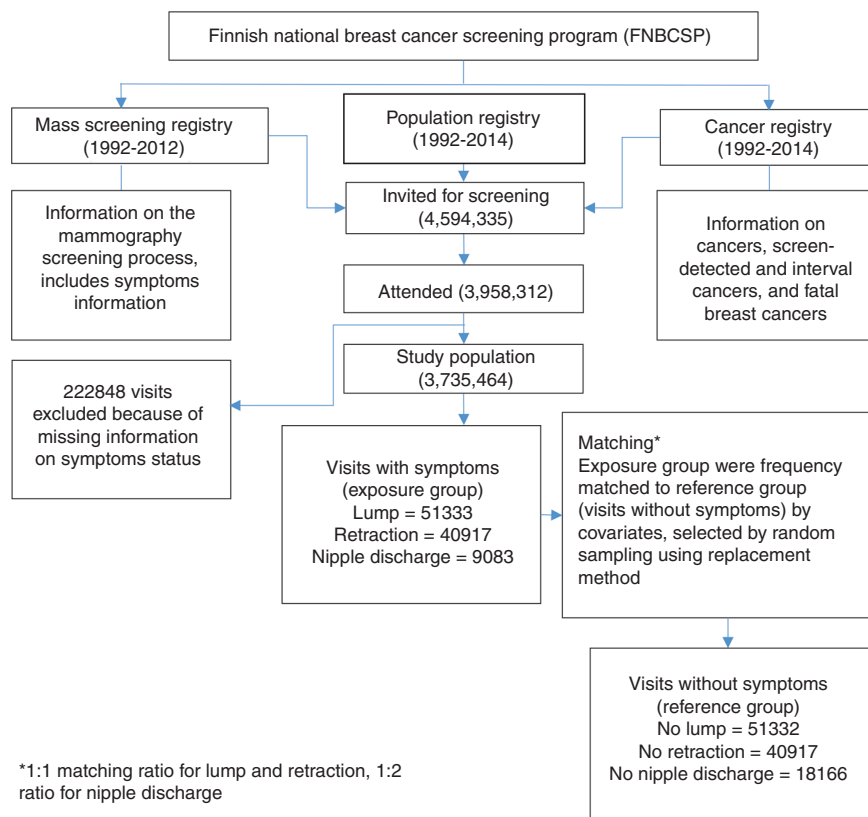 Finnish national breast cancer screening program (FNBCSP)
Mass screening registry
(1992-2012)
Population registry
(1992-2014)
Cancer registry
(1992-2014)
Information on the
mammography
screening process,
includes symptoms
information
Invited for screening
(4,594,335)
Information on
cancers, screen-
detected and interval
cancers, and fatal
breast cancers
Attended (3,958,312)
Study population
(3,735,464)
222848 visits
excluded because of
missing information
on symptoms status
Visits with symptoms
(exposure group)
Lump = 51333
Retraction = 40917
Nipple discharge = 9083
Matching*
Exposure group were frequency
matched to reference group
(visits without symptoms) by
covariates, selected by random
sampling using replacement
method
Visits without symptoms
(reference group)
No lump = 51332
No retraction = 40917
No nipple discharge = 18166
*1:1 matching ratio for lump and retraction, 1:2
ratio for nipple discharge